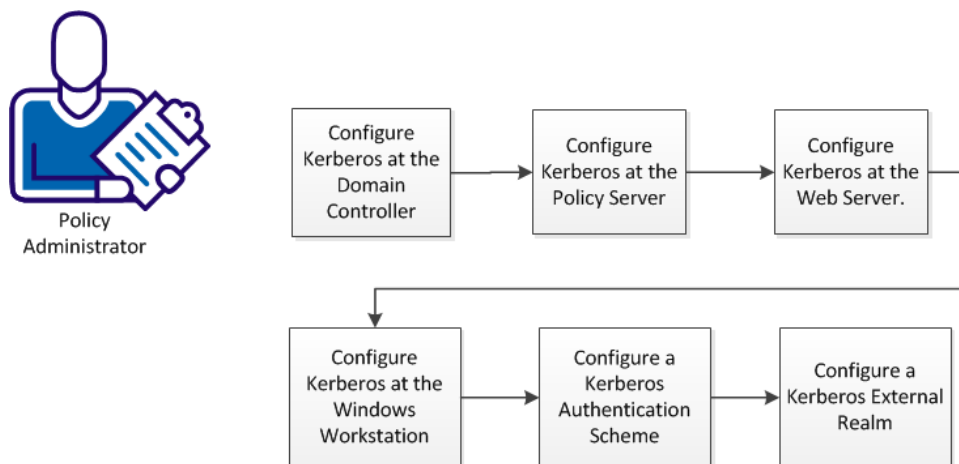 Policy
Administrator
Configure
Kerberos at the
Domain
Controller
Configure
Kerberos at the
Policy Server
Configure
Kerberos at the
Web Server.
Configure
Kerberos at the
Windows
Workstation
Configure a
Kerberos
Authentication
Scheme
Configure a
Kerberos External
Realm